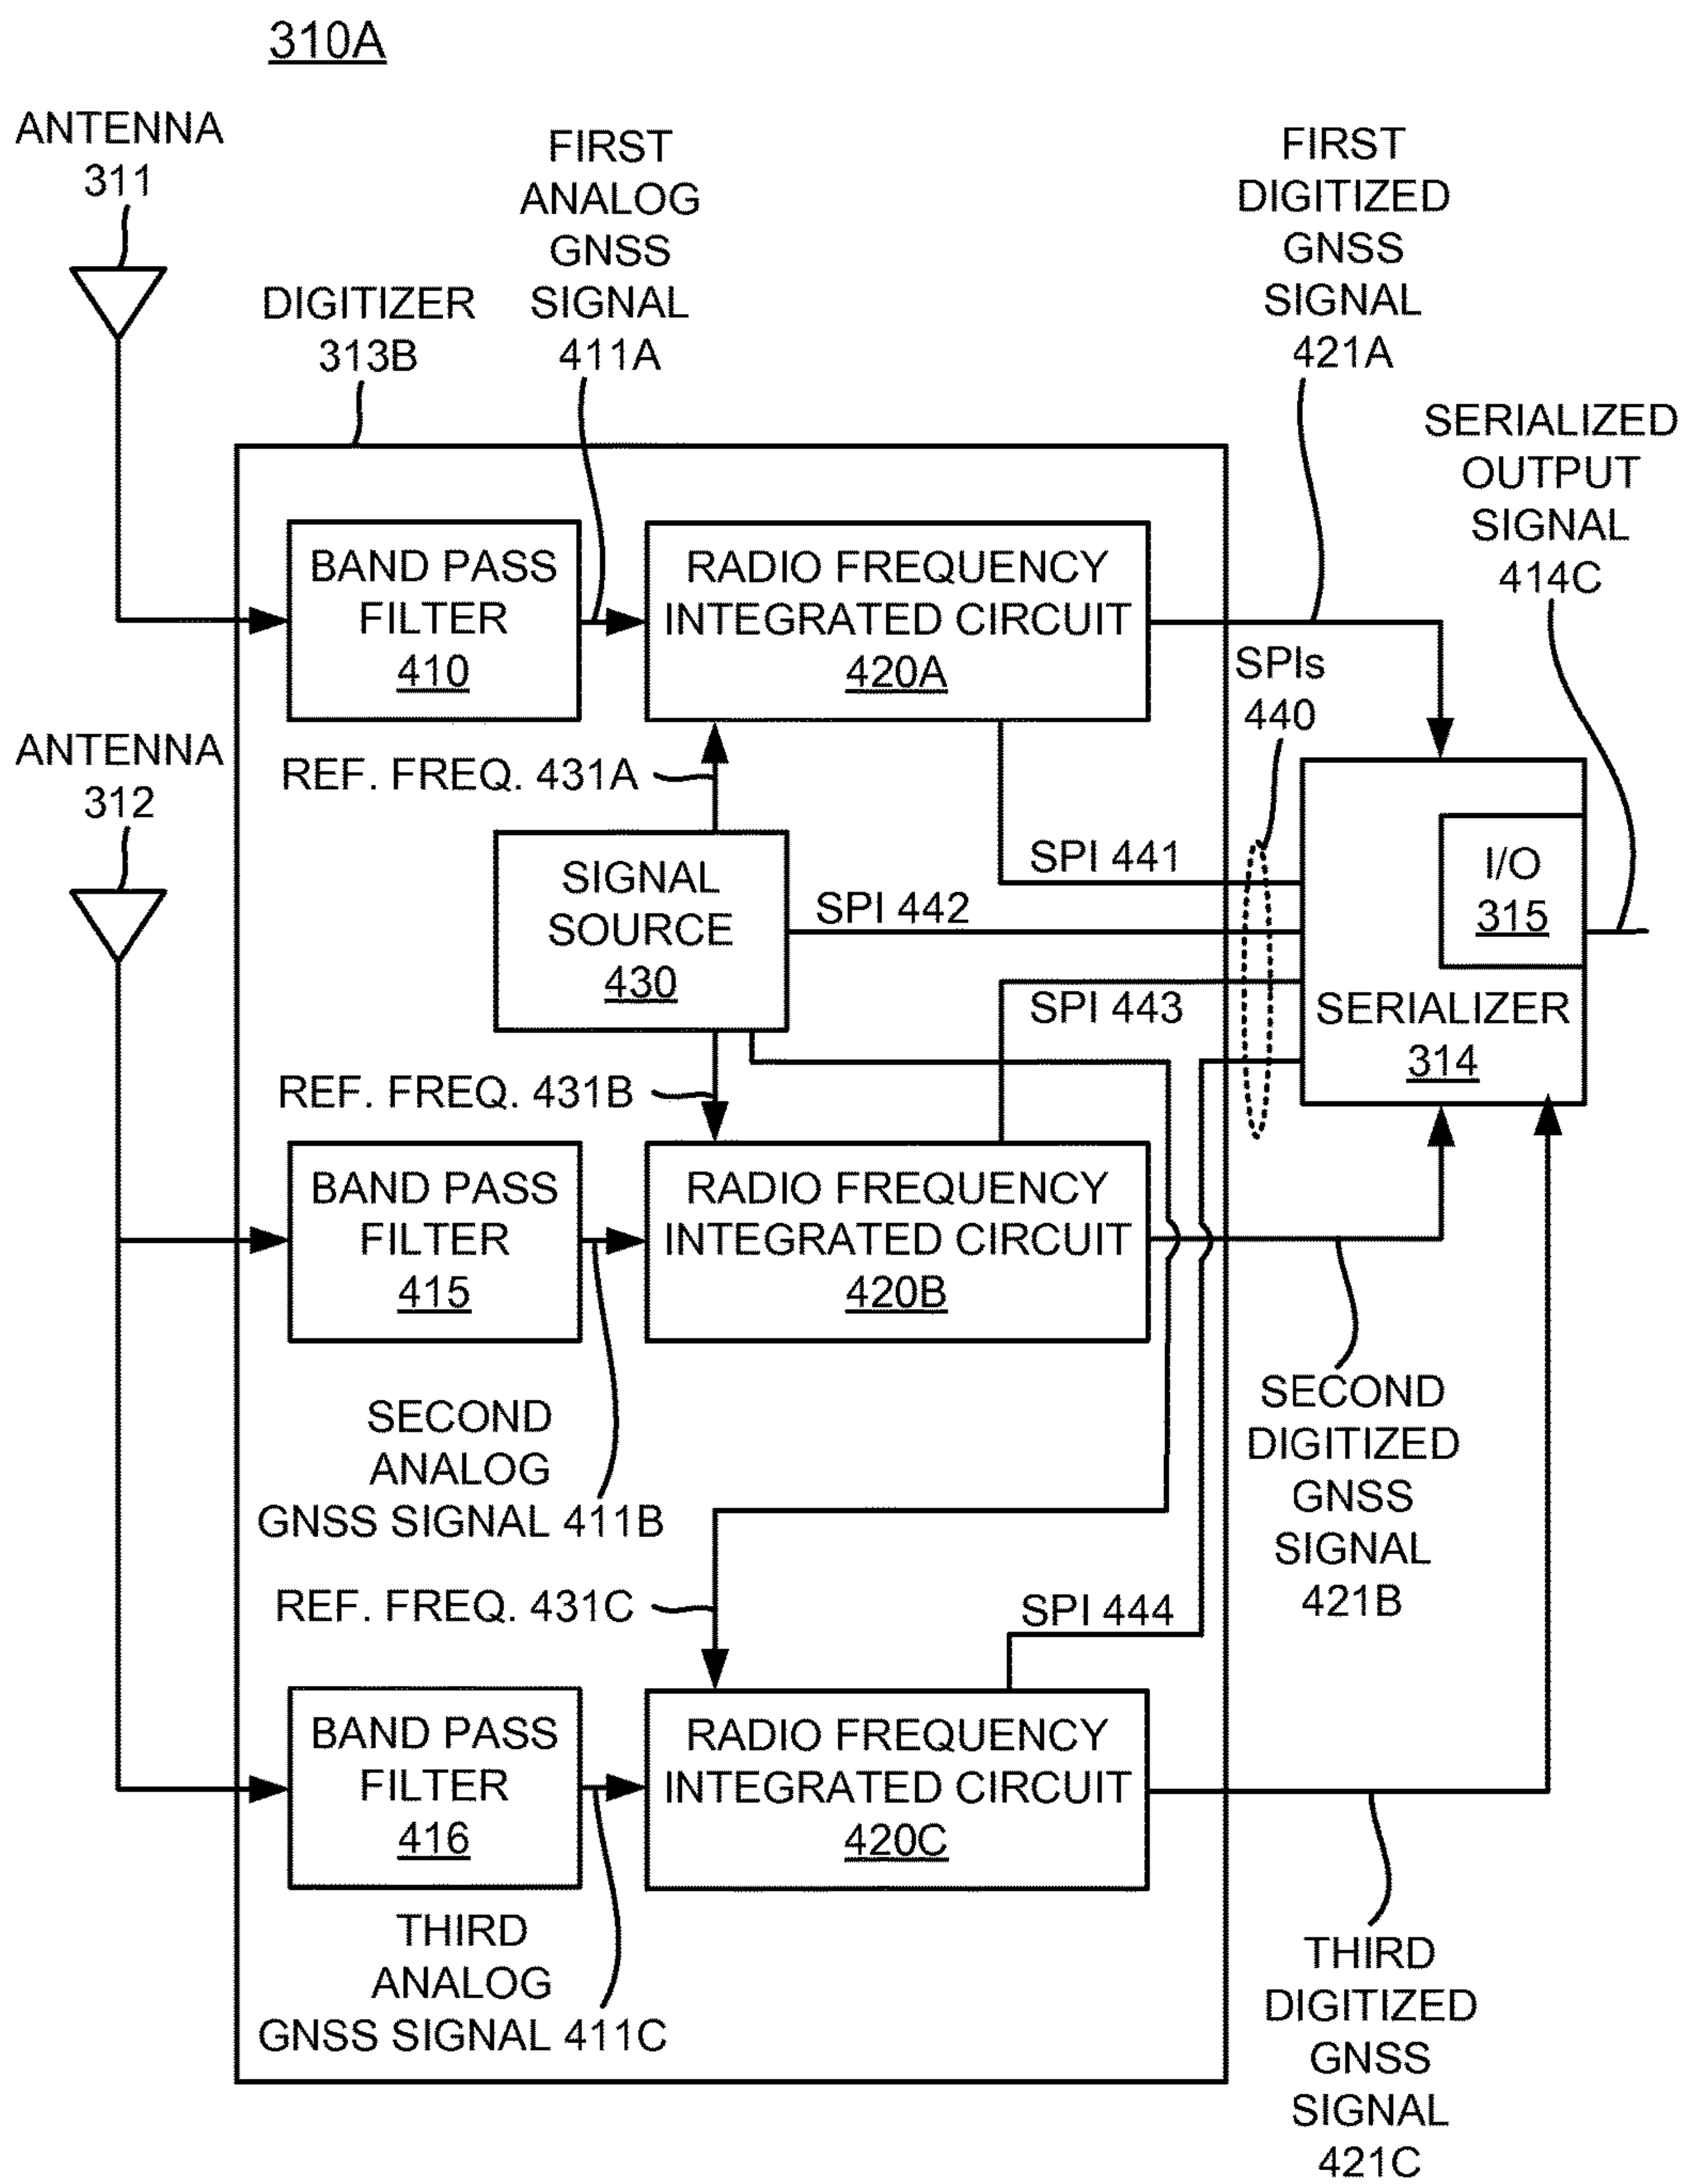 310A
ANTENNA
311
FIRST
ANALOG
GNSS
SIGNAL
411A
FIRST
DIGITIZED
GNSS
SIGNAL
421A
DIGITIZER
313B
SERIALIZED
OUTPUT
SIGNAL
414C
BAND PASS
FILTER
410
RADIO FREQUENCY
INTEGRATED CIRCUIT
420A
SPIs
440
ANTENNA
312
REF. FREQ. 431A
SIGNAL
SOURCE
430
SPI 441
SPI 442
SPI 443
I/O
315
SERIALIZER
314
REF. FREQ. 431B
BAND PASS
FILTER
415
RADIO FREQUENCY
INTEGRATED CIRCUIT
420B
SECOND
ANALOG
GNSS SIGNAL 411B
SECOND
DIGITIZED
GNSS
SIGNAL
421B
REF. FREQ. 431C
SPI 444
BAND PASS
FILTER
416
RADIO FREQUENCY
INTEGRATED CIRCUIT
420C
THIRD
ANALOG
GNSS SIGNAL 411C
THIRD
DIGITIZED
GNSS
SIGNAL
421C